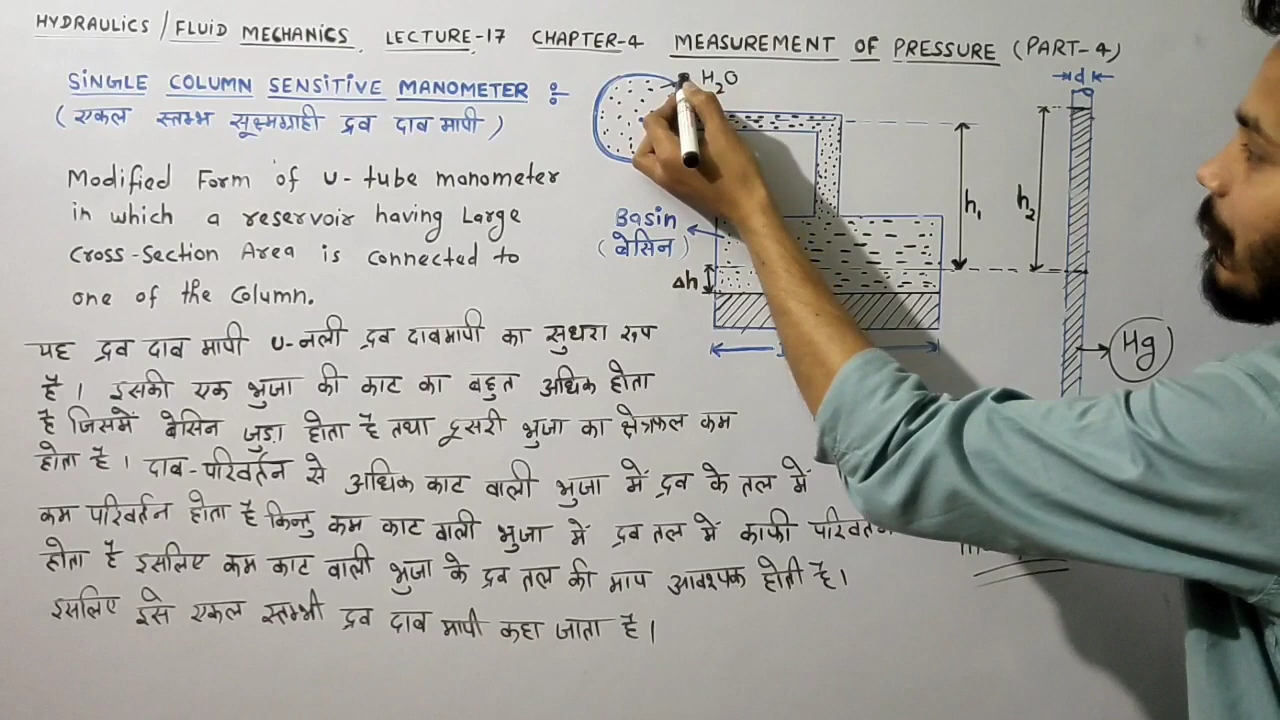 HYDRAULICS / FLUID MECHANICS, LECTURE-17 CHAPTER-4 MEASUREMENT OF PRESSURE (PART-4)
SINGLE COLUMN SENSITIVE MANOMETER :-
(एकल स्तम्भ सूक्ष्मग्राही द्रव दाब मापी)
Modified Form of U-tube manometer
in which a reservoir having Large
Cross-Section Area is connected to
one of the Column.
यह द्रव दाब मापी U-नली द्रव दाबमापी का सुधरा रूप
है। इसकी एक भुजा की काट का बहुत अधिक होता
है जिसमें बेसिन जुड़ा होता है तथा दूसरी भुजा का क्षेत्रफल कम
होता है। दाब-परिवर्तन से अधिक काट वाली भुजा में द्रव के तल में
कम परिवर्तन होता है किन्तु कम काट वाली भुजा में द्रव तल में काफी
होता है इसलिए कम काट वाली भुजा के द्रव तल की माप आवश्यक होती है।
इसलिए इसे एकल स्तम्भी द्रव दाब मापी कहा जाता है।
H₂O
d
h₁
h₂
Basin
(बेसिन)
Δh
Hg